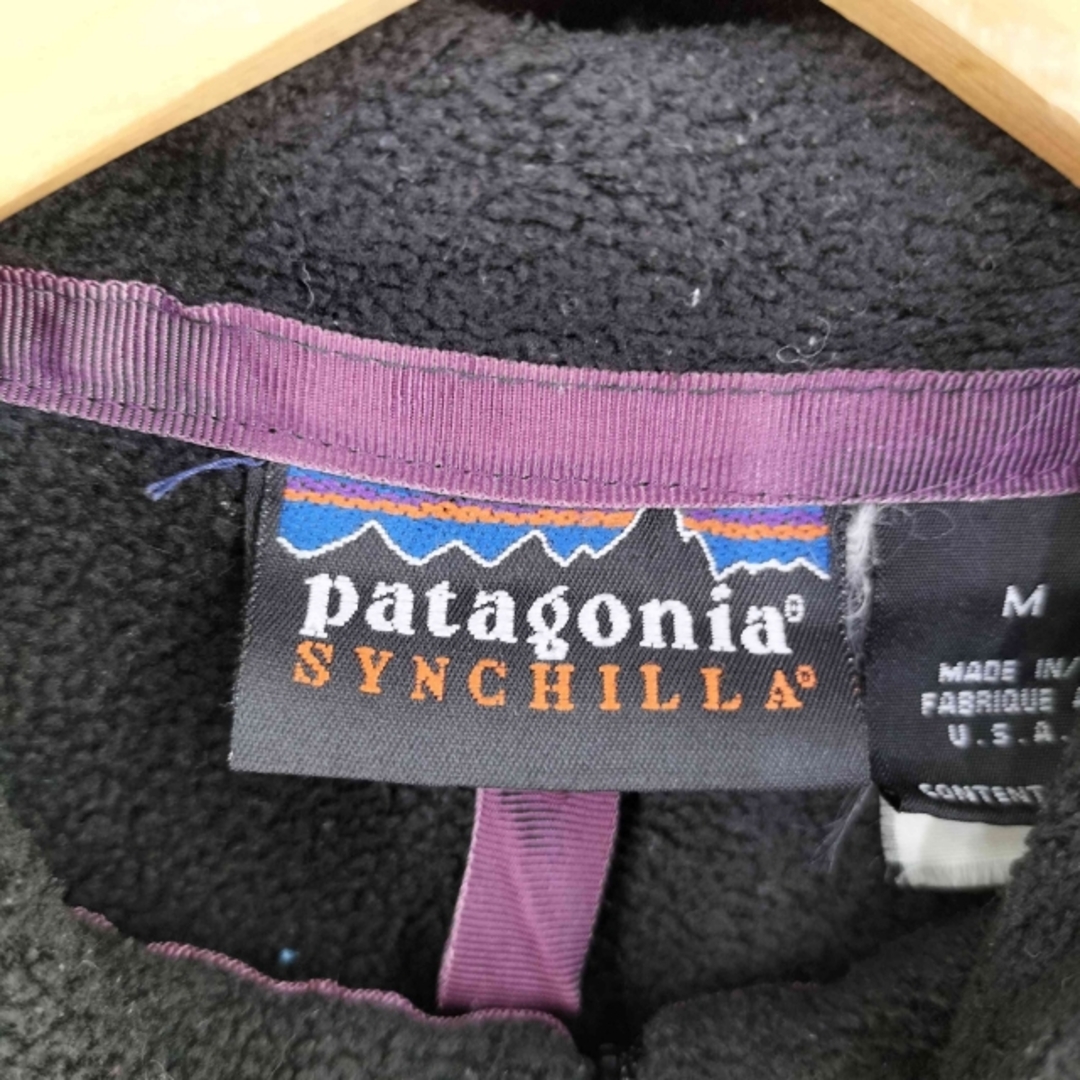 patagonia®
SYNCHILLA®
M
MADE IN/
FABRIQUE
U.S.A.
CONTENT